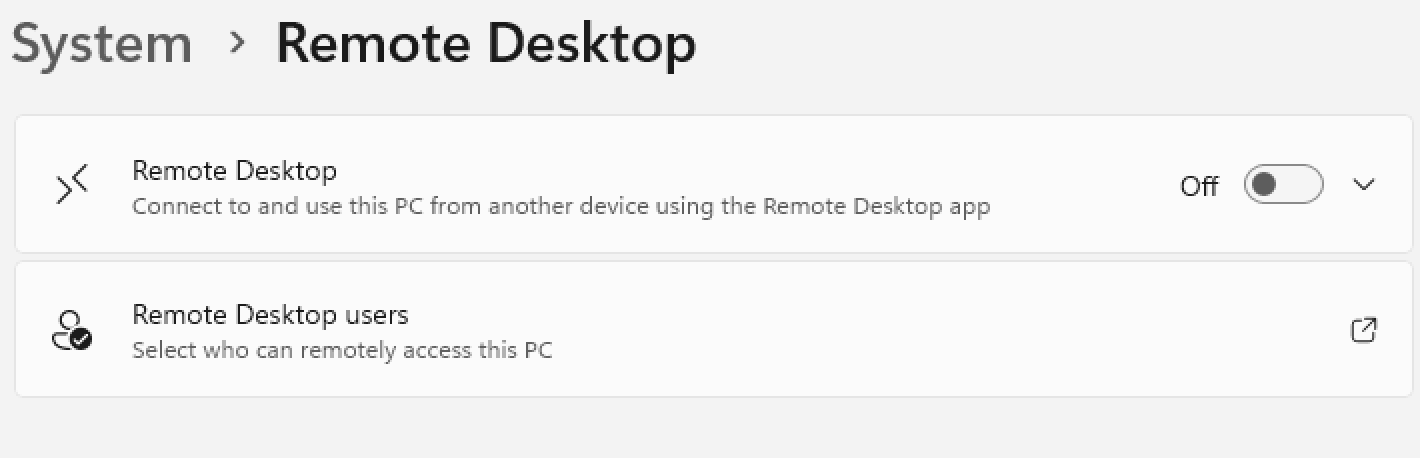 System > Remote Desktop
Remote Desktop
Connect to and use this PC from another device using the Remote Desktop app
Off
Remote Desktop users
Select who can remotely access this PC